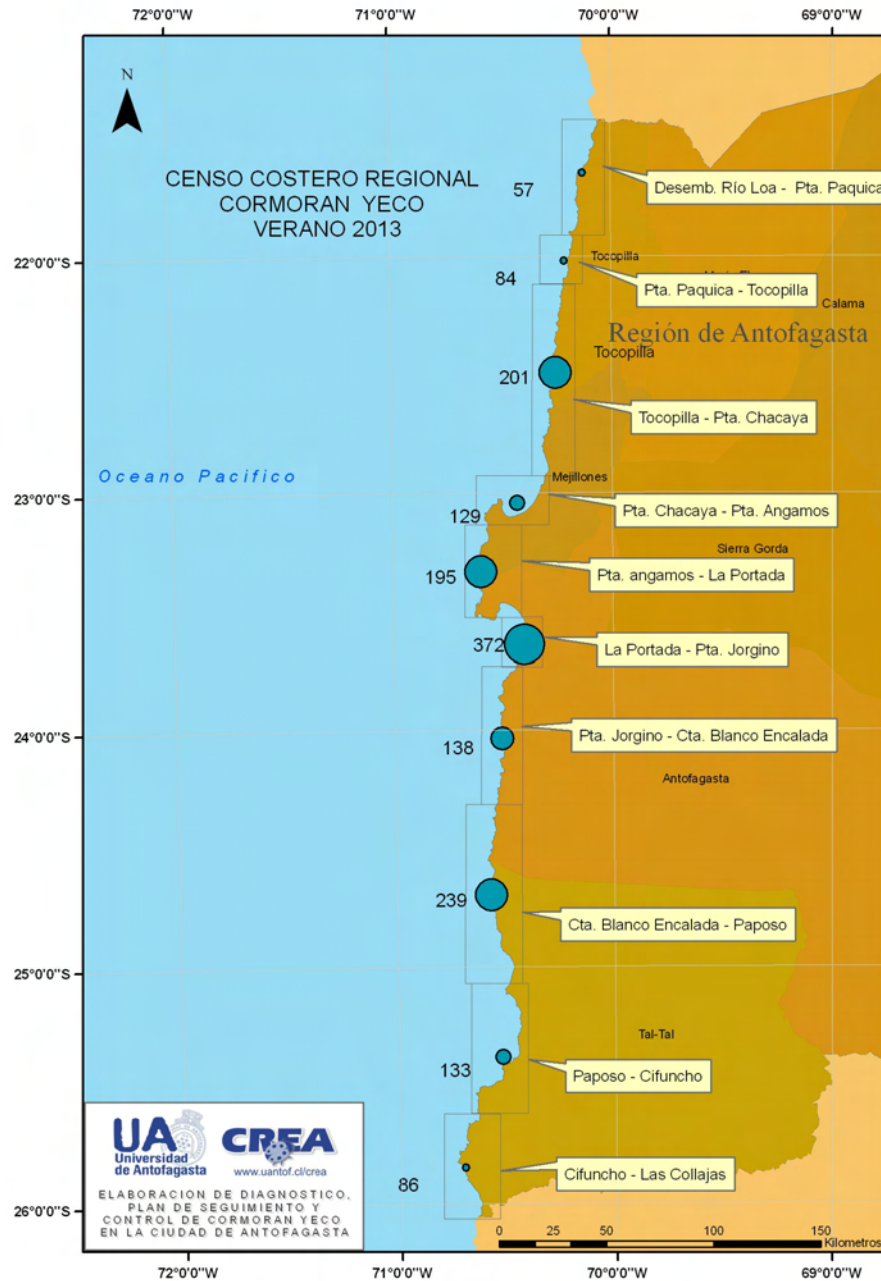 72°0'0"W 71°0'0"W 70°0'0"W 69°0'0"W
N
CENSO COSTERO REGIONAL
CORMORAN YECO
VERANO 2013
57
Desemb. Río Loa - Pta. Paquica
22°0'0"S
Tocopilla
84
Pta. Paquica - Tocopilla
Calama
Región de Antofagasta
Tocopilla
201
Tocopilla - Pta. Chacaya
Oceano Pacifico
Mejillones
23°0'0"S
129
Pta. Chacaya - Pta. Angamos
Sierra Gorda
195
Pta. angamos - La Portada
372
La Portada - Pta. Jorgino
24°0'0"S
138
Pta. Jorgino - Cta. Blanco Encalada
Antofagasta
239
Cta. Blanco Encalada - Paposo
25°0'0"S
Tal-Tal
133
Paposo - Cifuncho
86
Cifuncho - Las Collajas
UA
Universidad
de Antofagasta
CREA
www.uantof.cl/crea
ELABORACION DE DIAGNOSTICO,
PLAN DE SEGUIMIENTO Y
CONTROL DE CORMORAN YECO
EN LA CIUDAD DE ANTOFAGASTA
26°0'0"S
0 25 50 100 150
Kilometros
72°0'0"W 71°0'0"W 70°0'0"W 69°0'0"W